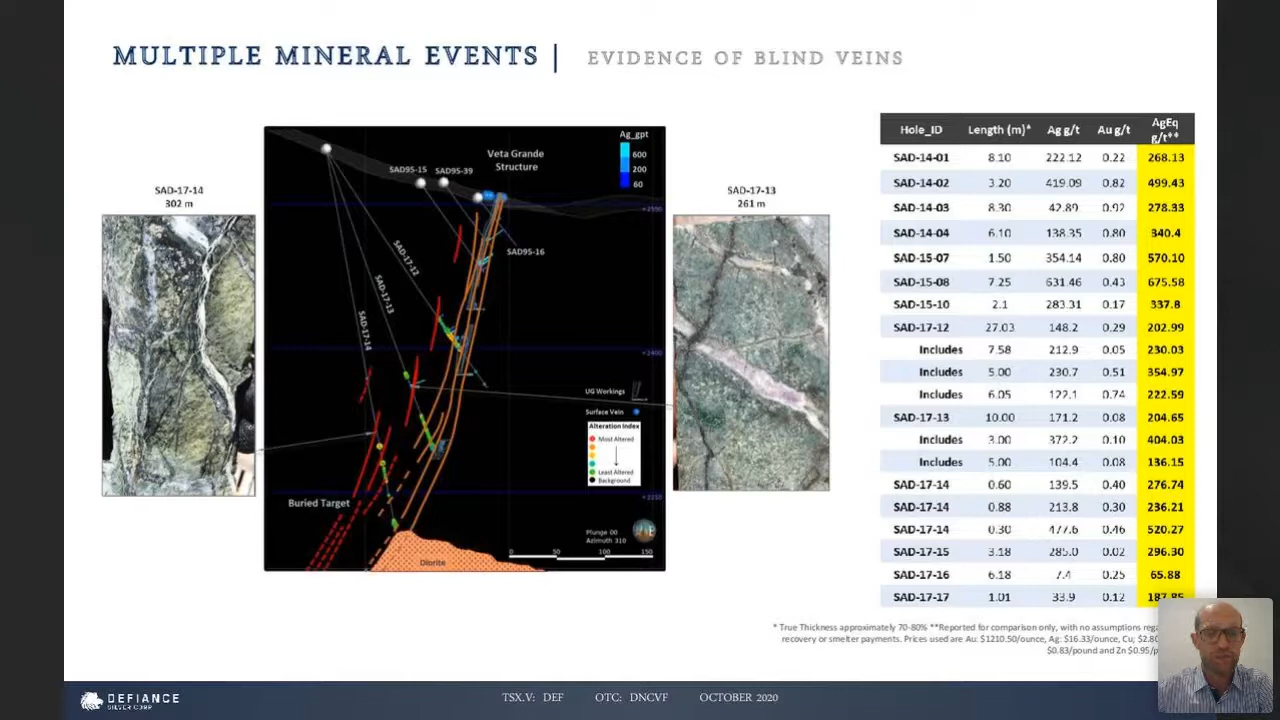 MULTIPLE MINERAL EVENTS | EVIDENCE OF BLIND VEINS
SAD-17-14
302 m
Ag_gpt
600
200
60
Veta Grande
Structure
SAD95-15
SAD95-39
SAD95-16
SAD-17-12
SAD-17-13
SAD-17-14
+2400
UG Workings
Surface Vein
Alteration Index
Most Altered
Least Altered
Background
Buried Target
Plunge 00
Azimuth 310
0 50 100 150
Diorite
SAD-17-13
261 m
Hole_ID Length (m)* Ag g/t Au g/t AgEq g/t**
SAD-14-01 8.10 222.12 0.22 268.13
SAD-14-02 3.20 419.09 0.82 499.43
SAD-14-03 8.30 42.89 0.92 278.33
SAD-14-04 6.10 138.35 0.80 340.4
SAD-15-07 1.50 354.14 0.80 570.10
SAD-15-08 7.25 631.46 0.43 675.58
SAD-15-10 2.1 283.31 0.17 337.8
SAD-17-12 27.03 148.2 0.29 202.99
Includes 7.58 212.9 0.05 230.03
Includes 5.00 230.7 0.51 354.97
Includes 6.05 122.1 0.74 222.59
SAD-17-13 10.00 171.2 0.08 204.65
Includes 3.00 372.2 0.10 404.03
Includes 5.00 104.4 0.08 136.15
SAD-17-14 0.60 139.5 0.40 276.74
SAD-17-14 0.88 213.8 0.30 236.21
SAD-17-14 0.30 477.6 0.46 520.27
SAD-17-15 3.18 285.0 0.02 296.30
SAD-17-16 6.18 7.4 0.25 65.88
SAD-17-17 1.01 33.9 0.12 187.85
* True Thickness approximately 70-80% **Reported for comparison only, with no assumptions
recovery or smelter payments. Prices used are Au: $1210.50/ounce, Ag: $16.33/ounce, Cu;
$0.83/pound and Zn
DEFIANCE
SILVER CORP
TSX.V: DEF OTC: DNCVF OCTOBER 2020